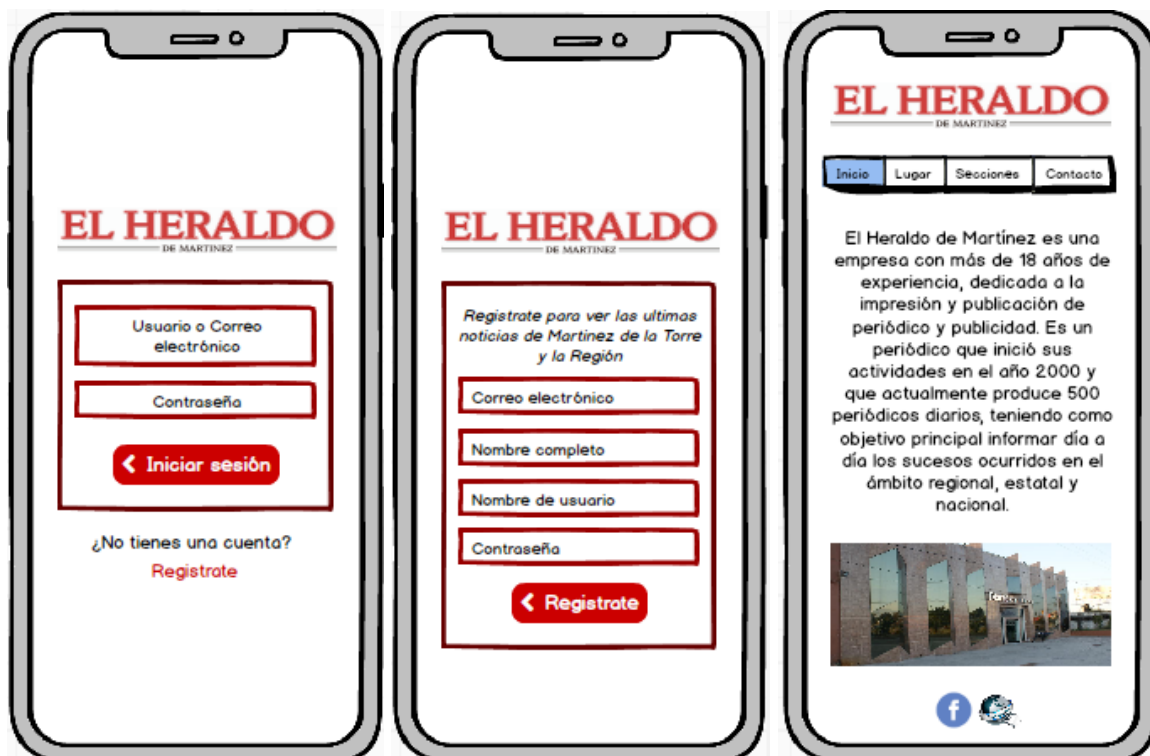 EL HERALDO
DE MARTINEZ
Usuario o Correo
electrónico
Contraseña
Iniciar sesión
¿No tienes una cuenta?
Registrate
EL HERALDO
DE MARTINEZ
Registrate para ver las ultimas
noticias de Martinez de la Torre
y la Región
Correo electrónico
Nombre completo
Nombre de usuario
Contraseña
Registrate
EL HERALDO
DE MARTINEZ
Inicio Lugar Secciones Contacto
El Heraldo de Martínez es una
empresa con más de 18 años de
experiencia, dedicada a la
impresión y publicación de
periódico y publicidad. Es un
periódico que inició sus
actividades en el año 2000 y
que actualmente produce 500
periódicos diarios, teniendo como
objetivo principal informar día a
día los sucesos ocurridos en el
ámbito regional, estatal y
nacional.
f